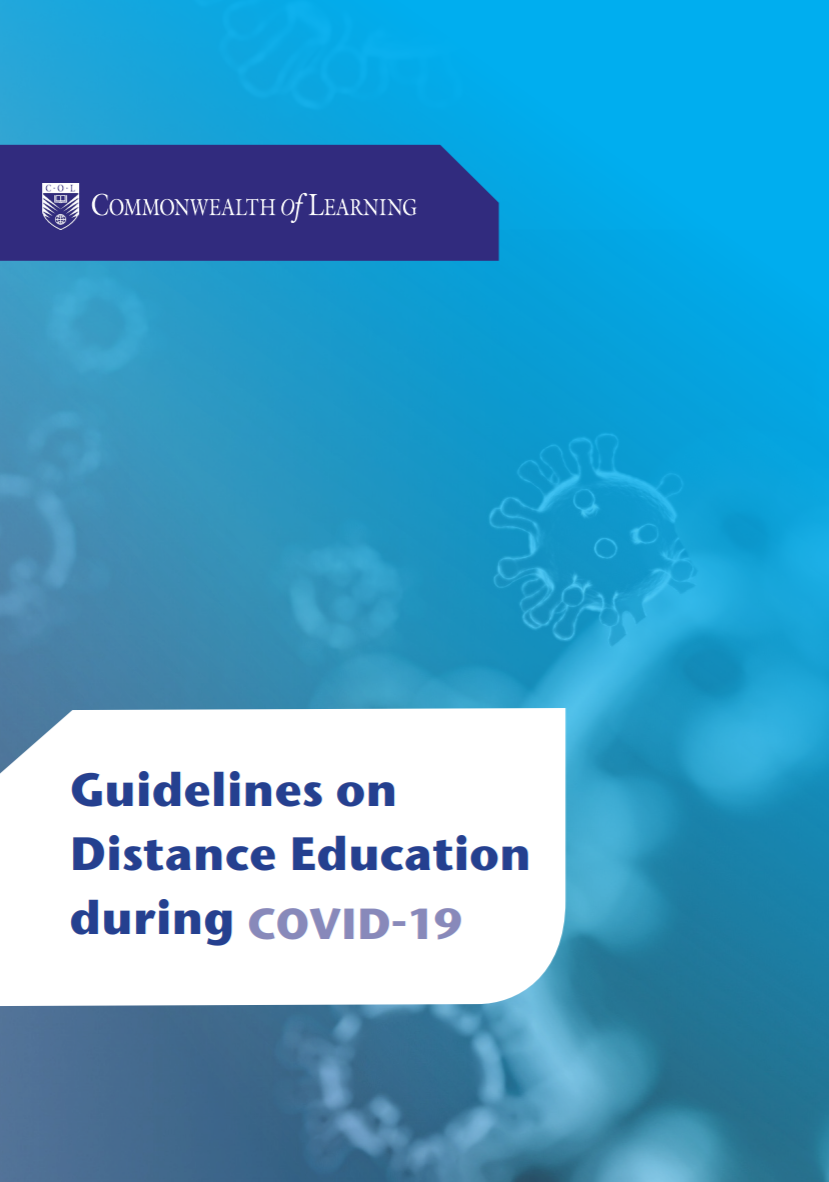 C·O·L
COMMONWEALTH of LEARNING
Guidelines on
Distance Education
during COVID-19